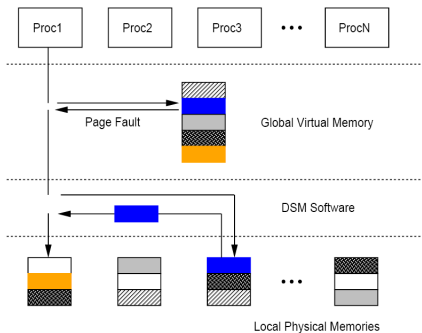 Proc1 Proc2 Proc3 ••• ProcN
Page Fault
Global Virtual Memory
DSM Software
•••
Local Physical Memories